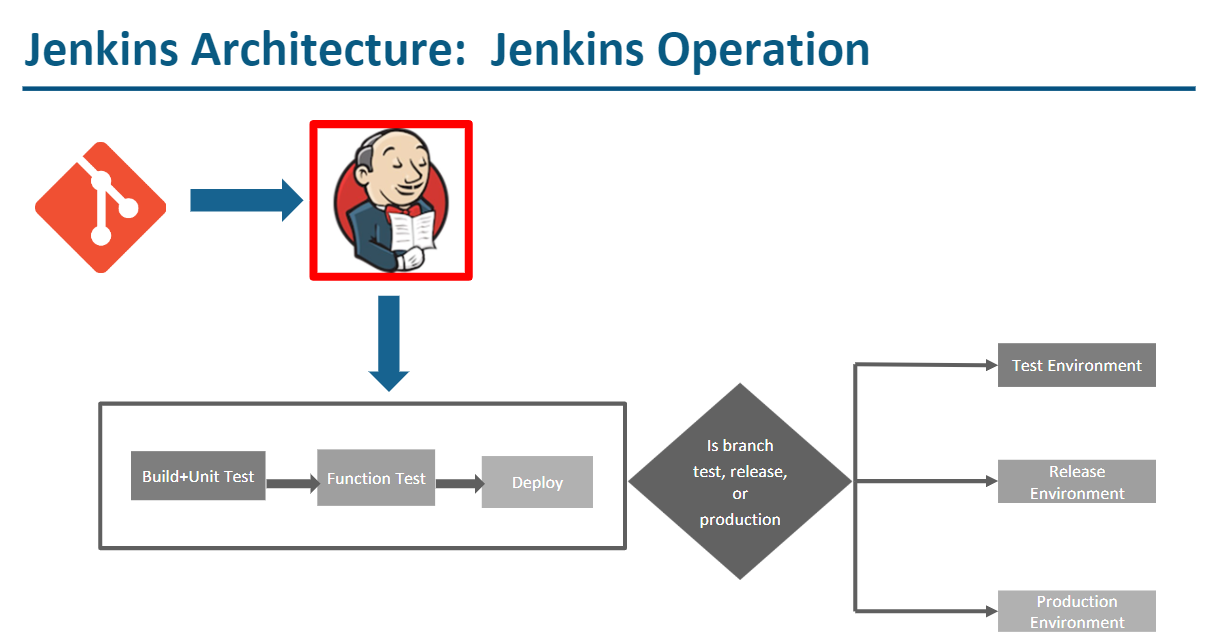 Jenkins Architecture: Jenkins Operation
Build+Unit Test
Function Test
Deploy
Is branch
test, release,
or
production
Test Environment
Release
Environment
Production
Environment